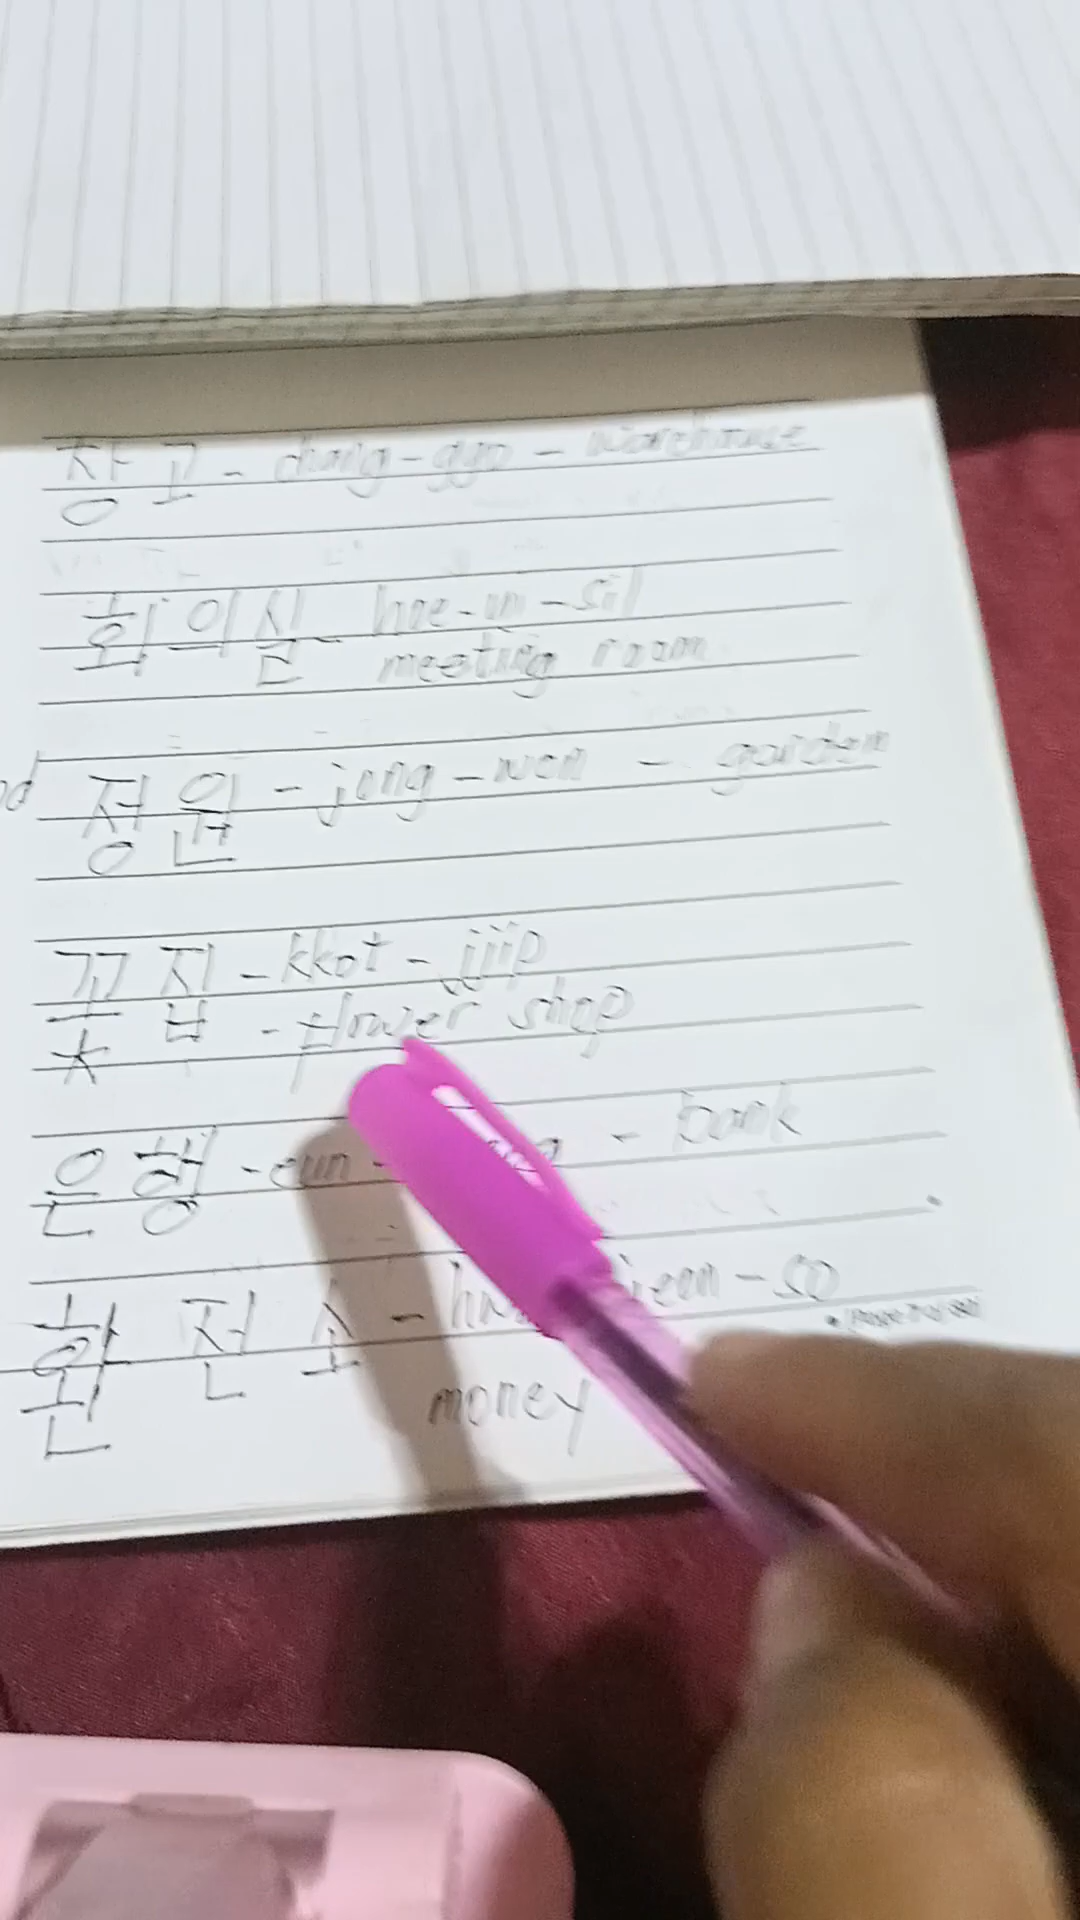 창고 - chang-ggo - warehouse
회의실 - hoe-ui-sil
meeting room
정원 - jong-won - garden
꽃집 - kkot-jjip
- flower shop
은행 - eun - - bank
환전소 - jeon-so
money